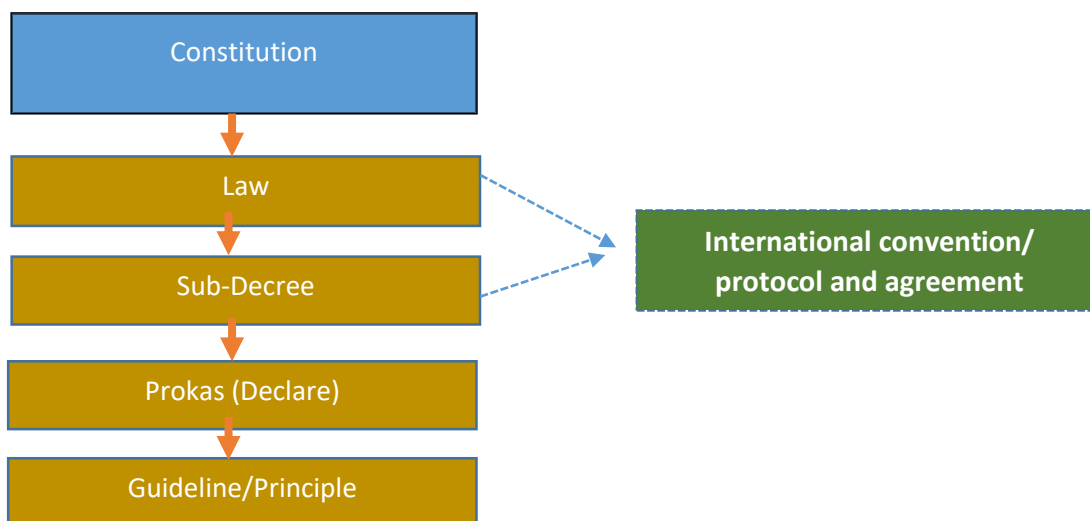 Constitution
Law
Sub-Decree
International convention/
protocol and agreement
Prokas (Declare)
Guideline/Principle